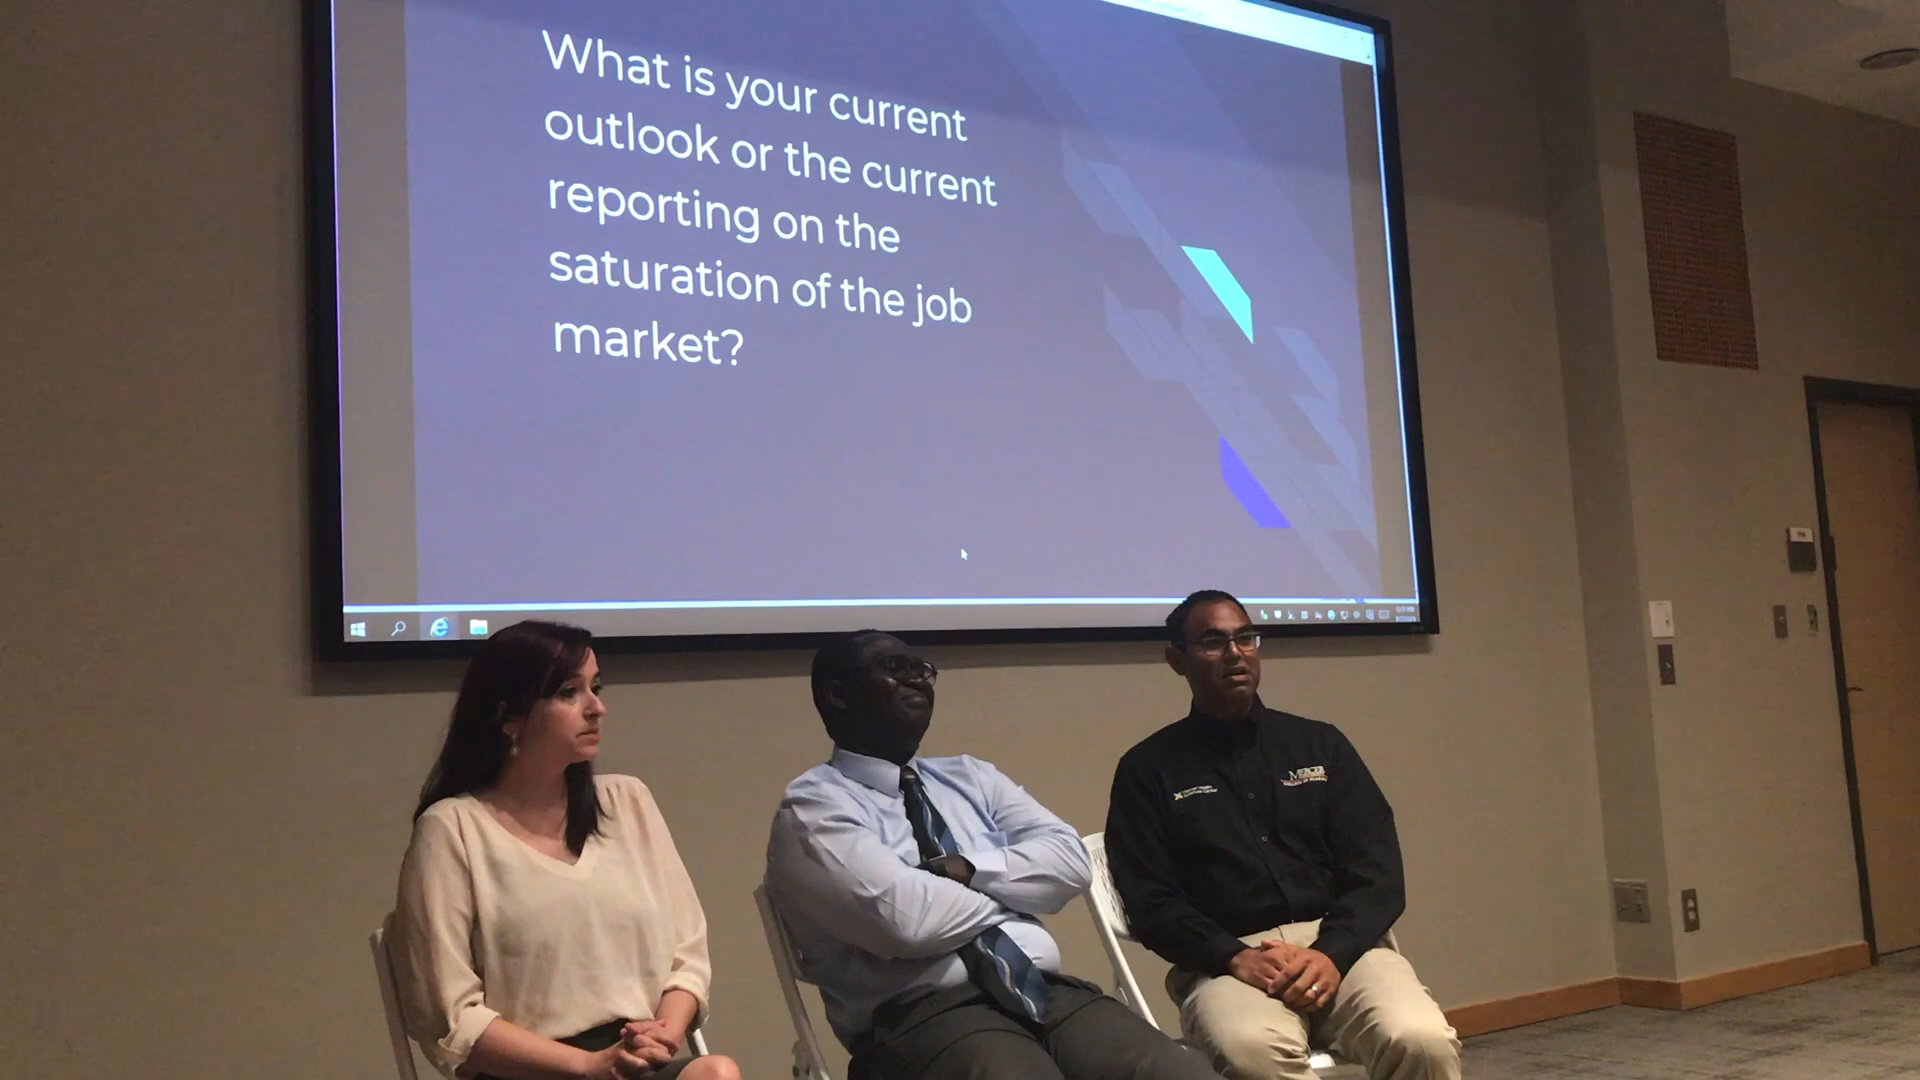 What is your current
outlook or the current
reporting on the
saturation of the job
market?
MERCER